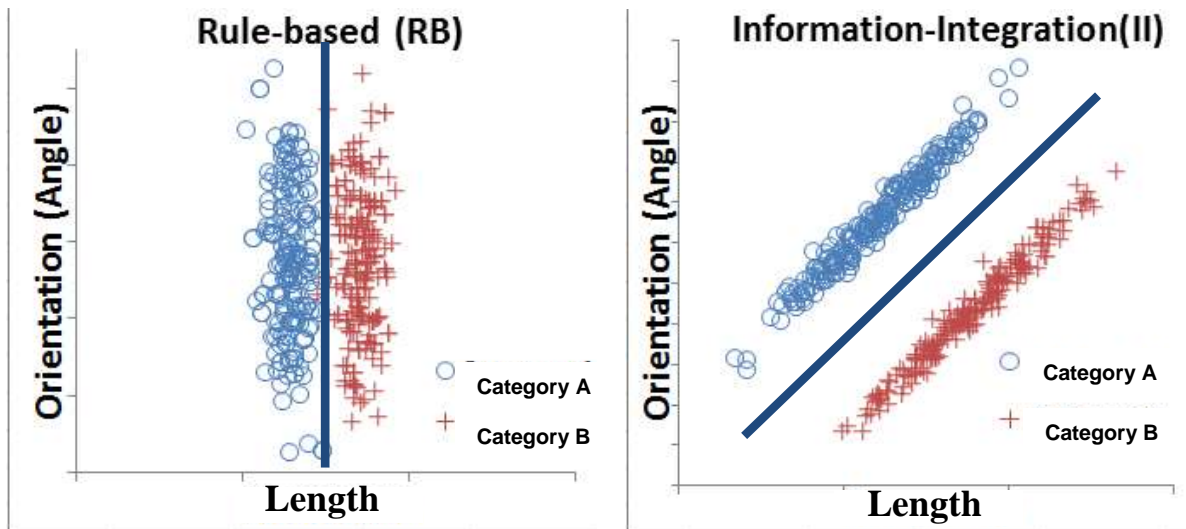 Rule-based (RB)
Orientation (Angle)
Category A
Category B
Length
Information-Integration(II)
Orientation (Angle)
Category A
Category B
Length